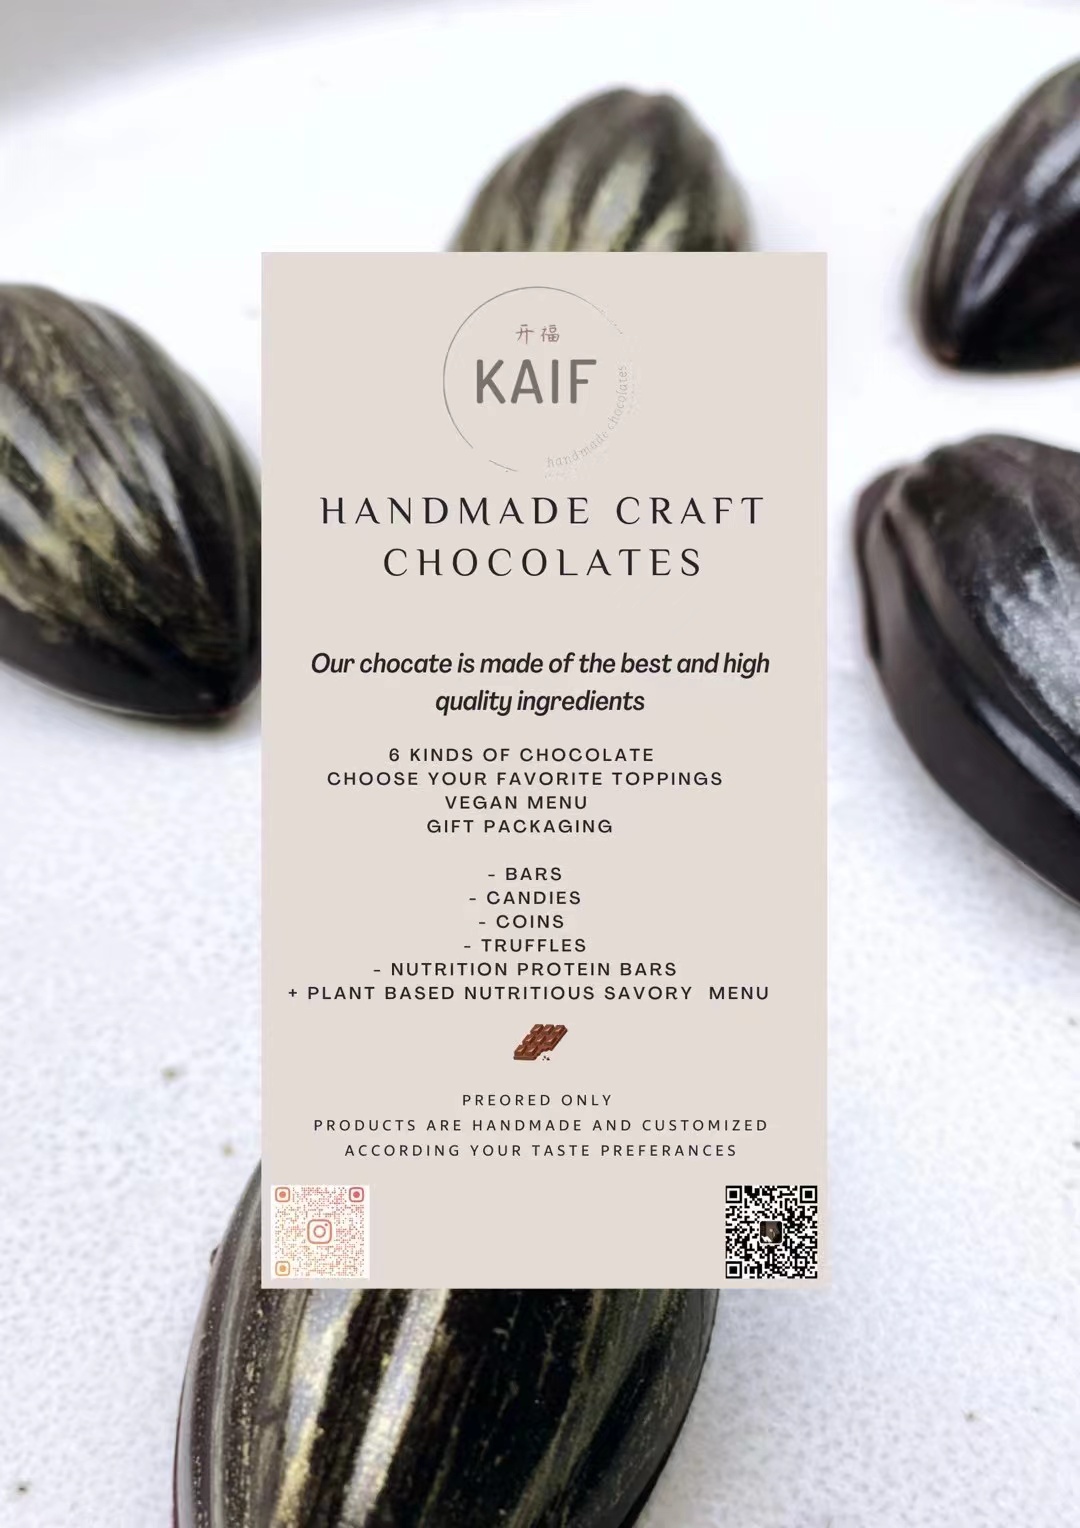 开福
KAIF
handmade chocolates
HANDMADE CRAFT
CHOCOLATES
Our chocate is made of the best and high
quality ingredients
6 KINDS OF CHOCOLATE
CHOOSE YOUR FAVORITE TOPPINGS
VEGAN MENU
GIFT PACKAGING
- BARS
- CANDIES
- COINS
- TRUFFLES
- NUTRITION PROTEIN BARS
+ PLANT BASED NUTRITIOUS SAVORY MENU
PREORED ONLY
PRODUCTS ARE HANDMADE AND CUSTOMIZED
ACCORDING YOUR TASTE PREFERANCES